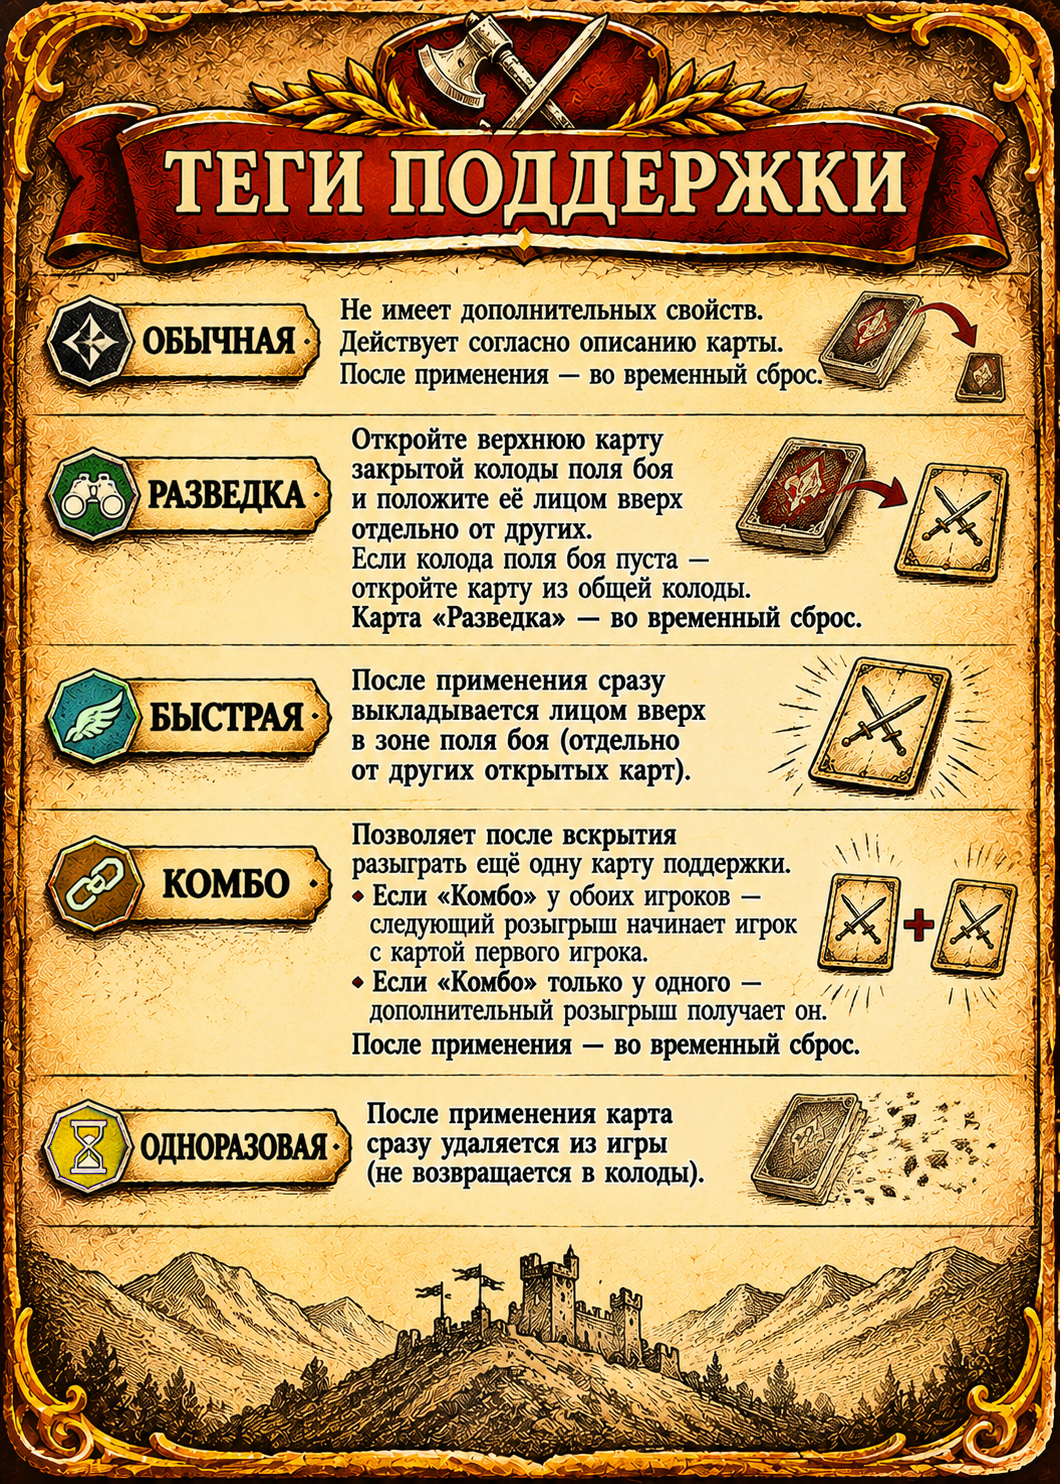 ТЕГИ ПОДДЕРЖКИ
ОБЫЧНАЯ
Не имеет дополнительных свойств.
Действует согласно описанию карты.
После применения — во временный сброс.
РАЗВЕДКА
Откройте верхнюю карту
закрытой колоды поля боя
и положите её лицом вверх
отдельно от других.
Если колода поля боя пуста —
откройте карту из общей колоды.
Карта «Разведка» — во временный сброс.
БЫСТРАЯ
После применения сразу
выкладывается лицом вверх
в зоне поля боя (отдельно
от других открытых карт).
КОМБО
Позволяет после вскрытия
разыграть ещё одну карту поддержки.
• Если «Комбо» у обоих игроков —
следующий розыгрыш начинает игрок
с картой первого игрока.
• Если «Комбо» только у одного —
дополнительный розыгрыш получает он.
После применения — во временный сброс.
ОДНОРАЗОВАЯ
После применения карта
сразу удаляется из игры
(не возвращается в колоды).